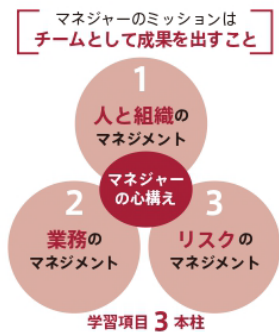 マネジャーのミッションは
チームとして成果を出すこと
1
人と組織の
マネジメント
マネジャー
の心構え
2
業務の
マネジメント
3
リスクの
マネジメント
学習項目3本柱